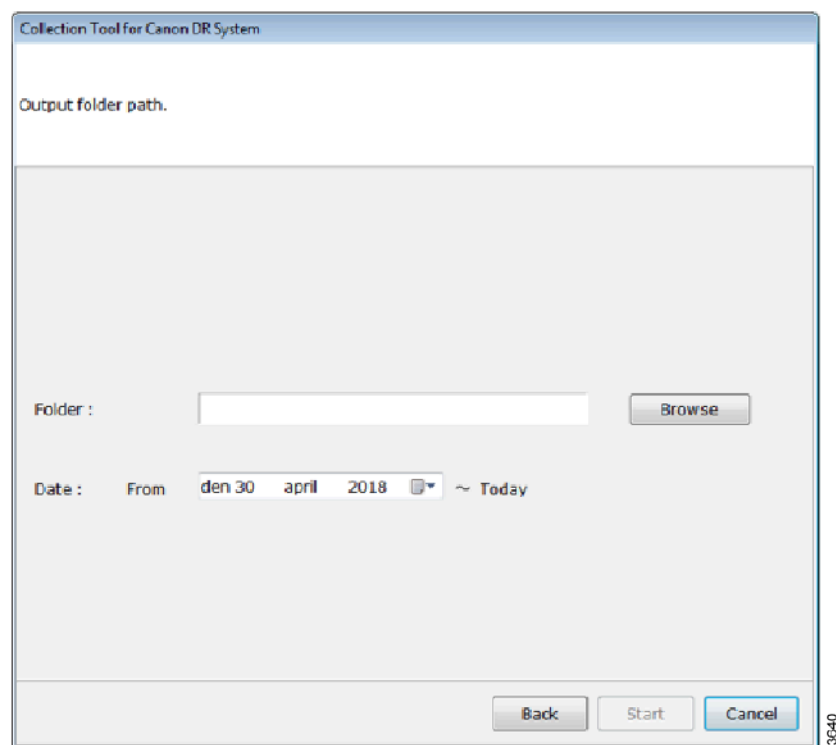 Collection Tool for Canon DR System
Output folder path.
Folder :
Browse
Date : From den 30 april 2018 ~ Today
Back Start Cancel
3640